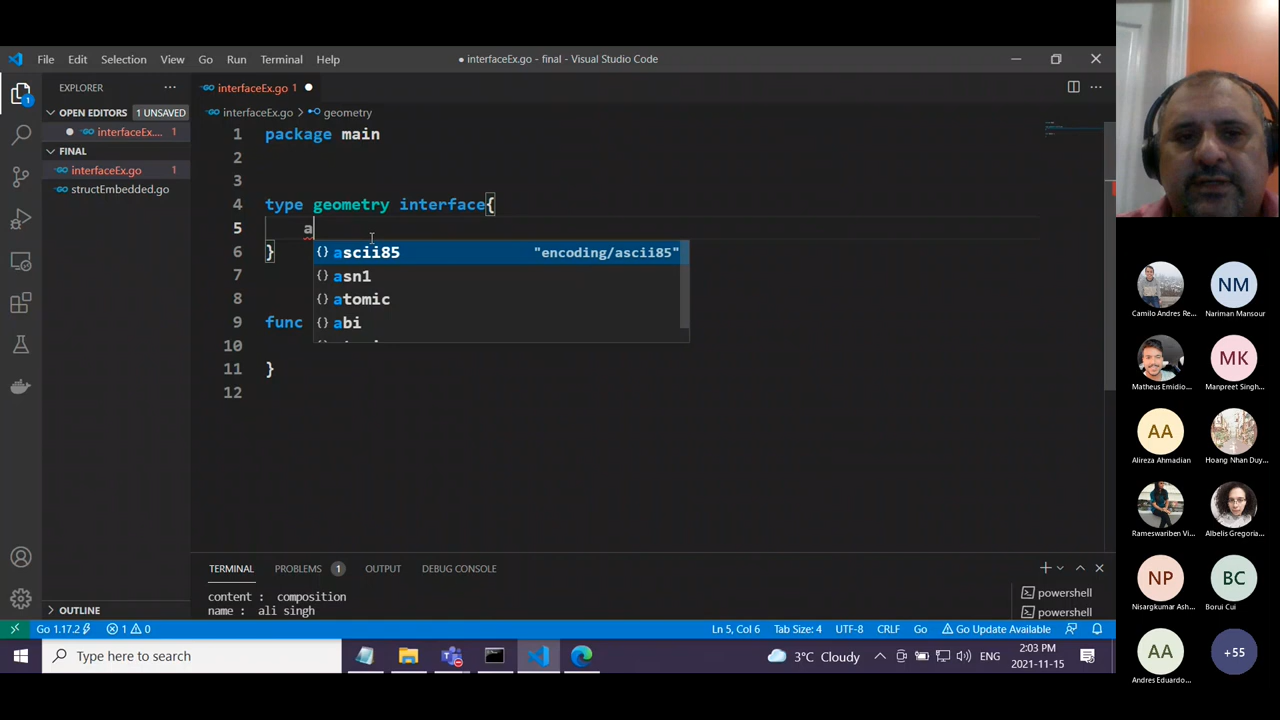 File Edit Selection View Go Run Terminal Help
● interfaceEx.go - final - Visual Studio Code
EXPLORER
OPEN EDITORS 1 UNSAVED
interfaceEx.... 1
FINAL
interfaceEx.go 1
structEmbedded.go
OUTLINE
interfaceEx.go 1
interfaceEx.go > geometry
1 package main
2
3
4 type geometry interface{
5 a
6 }
7
8
9 func
10
11 }
12
ascii85 "encoding/ascii85"
asn1
atomic
abi
TERMINAL PROBLEMS 1 OUTPUT DEBUG CONSOLE
content : composition
name : ali singh
powershell
powershell
Go 1.17.2 1 0 Ln 5, Col 6 Tab Size: 4 UTF-8 CRLF Go Go Update Available
Type here to search
3°C Cloudy
ENG
2:03 PM
2021-11-15
Camilo Andres Re...
NM
Nariman Mansour
Matheus Emidio...
MK
Manpreet Singh...
AA
Alireza Ahmadian
Hoang Nhan Duy...
Rameswariben Vi...
Albelis Gregoria...
NP
Nisargkumar Ash...
BC
Borui Cui
AA
Andres Eduardo...
+55